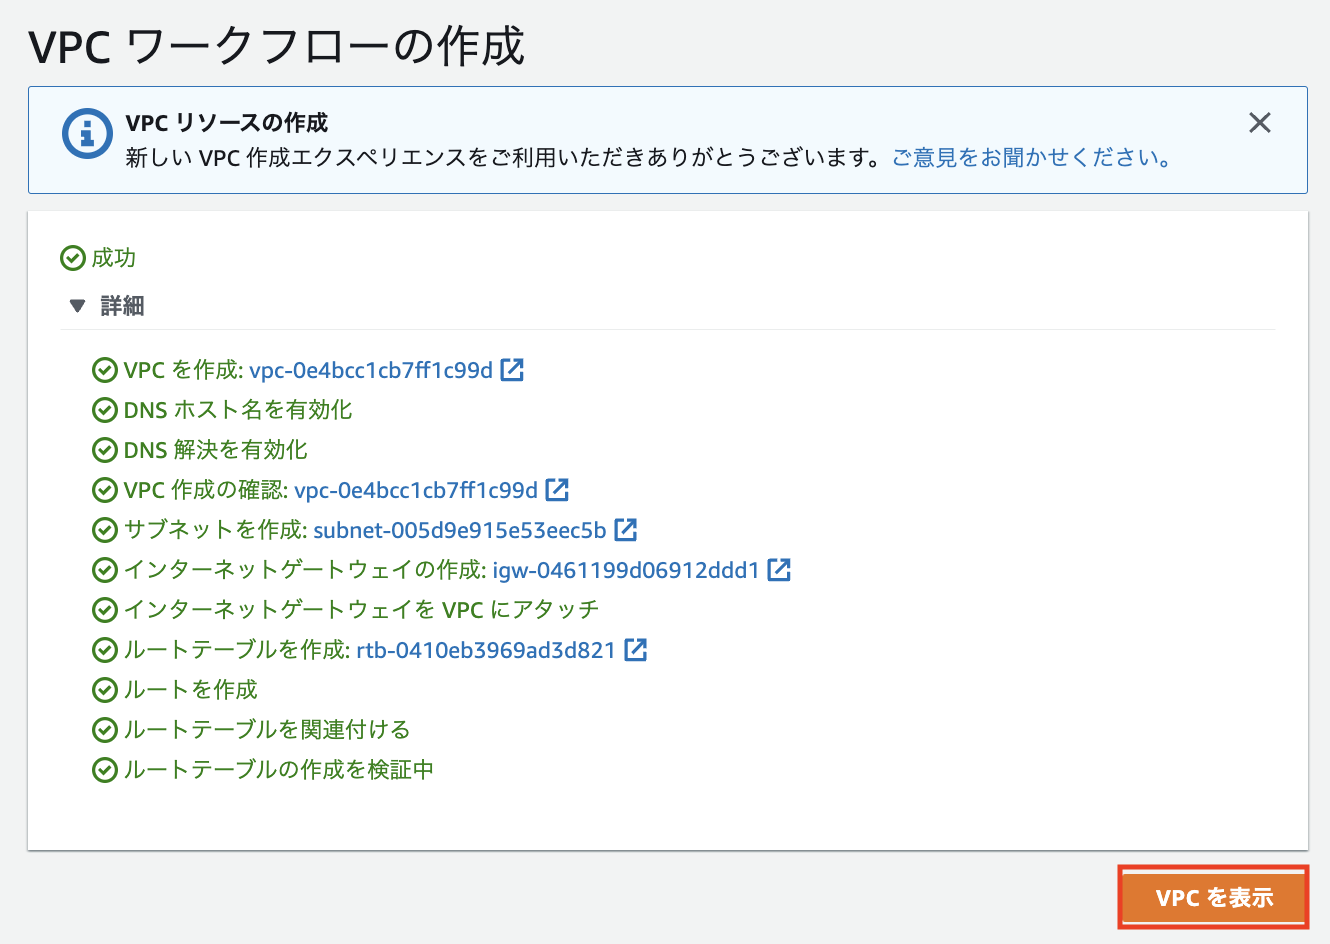 VPC ワークフローの作成
VPC リソースの作成
新しい VPC 作成エクスペリエンスをご利用いただきありがとうございます。ご意見をお聞かせください。
成功
詳細
VPC を作成: vpc-0e4bcc1cb7ff1c99d
DNS ホスト名を有効化
DNS 解決を有効化
VPC 作成の確認: vpc-0e4bcc1cb7ff1c99d
サブネットを作成: subnet-005d9e915e53eec5b
インターネットゲートウェイの作成: igw-0461199d06912ddd1
インターネットゲートウェイを VPC にアタッチ
ルートテーブルを作成: rtb-0410eb3969ad3d821
ルートを作成
ルートテーブルを関連付ける
ルートテーブルの作成を検証中
VPC を表示